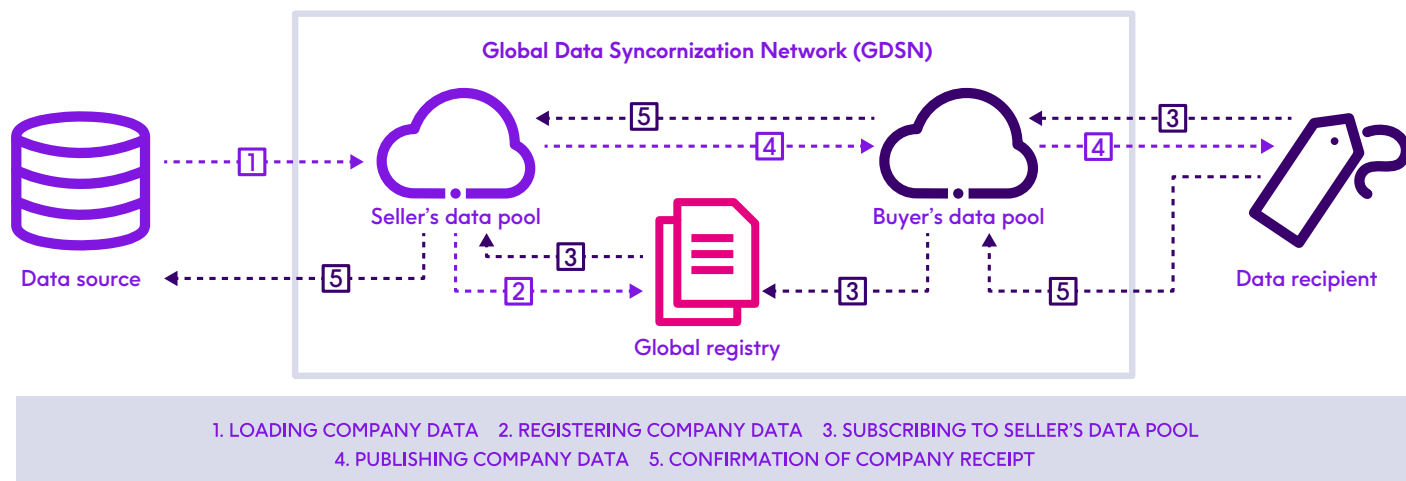 Global Data Syncornization Network (GDSN)
5
3
1
4
4
Seller's data pool
Buyer's data pool
3
Data source
5
2
3
5
Data recipient
Global registry
1. LOADING COMPANY DATA 2. REGISTERING COMPANY DATA 3. SUBSCRIBING TO SELLER'S DATA POOL
4. PUBLISHING COMPANY DATA 5. CONFIRMATION OF COMPANY RECEIPT